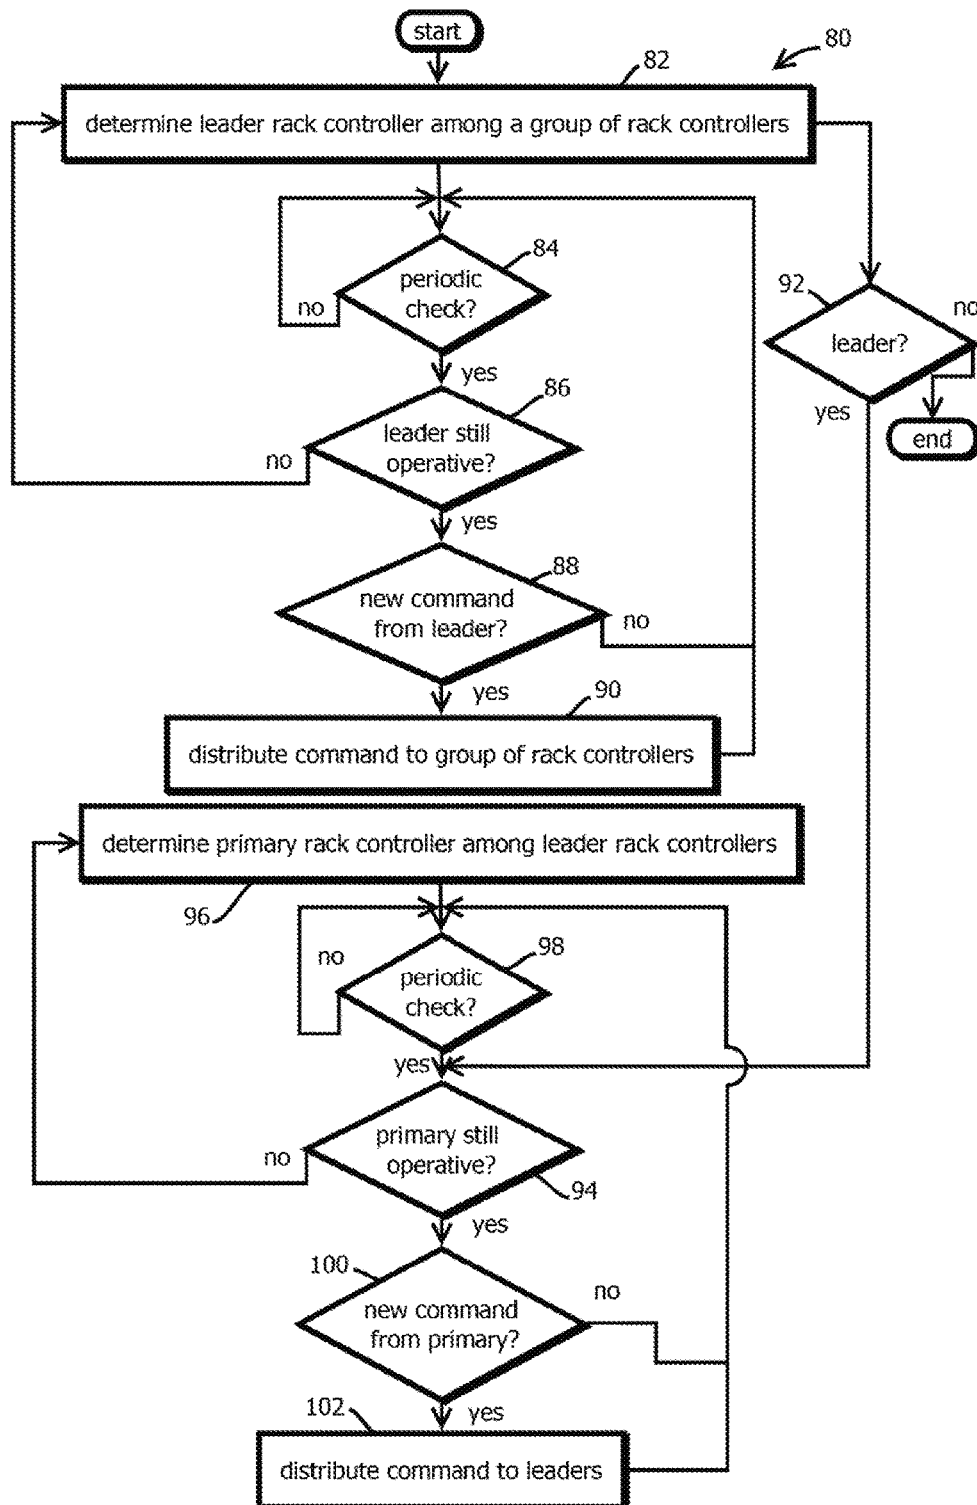 start
80
82
determine leader rack controller among a group of rack controllers
84
periodic
check?
no
yes
92
leader?
no
yes
end
86
leader still
operative?
no
yes
88
new command
from leader?
no
yes
90
distribute command to group of rack controllers
determine primary rack controller among leader rack controllers
96
98
periodic
check?
no
yes
primary still
operative?
no
94
yes
100
new command
from primary?
no
yes
102
distribute command to leaders